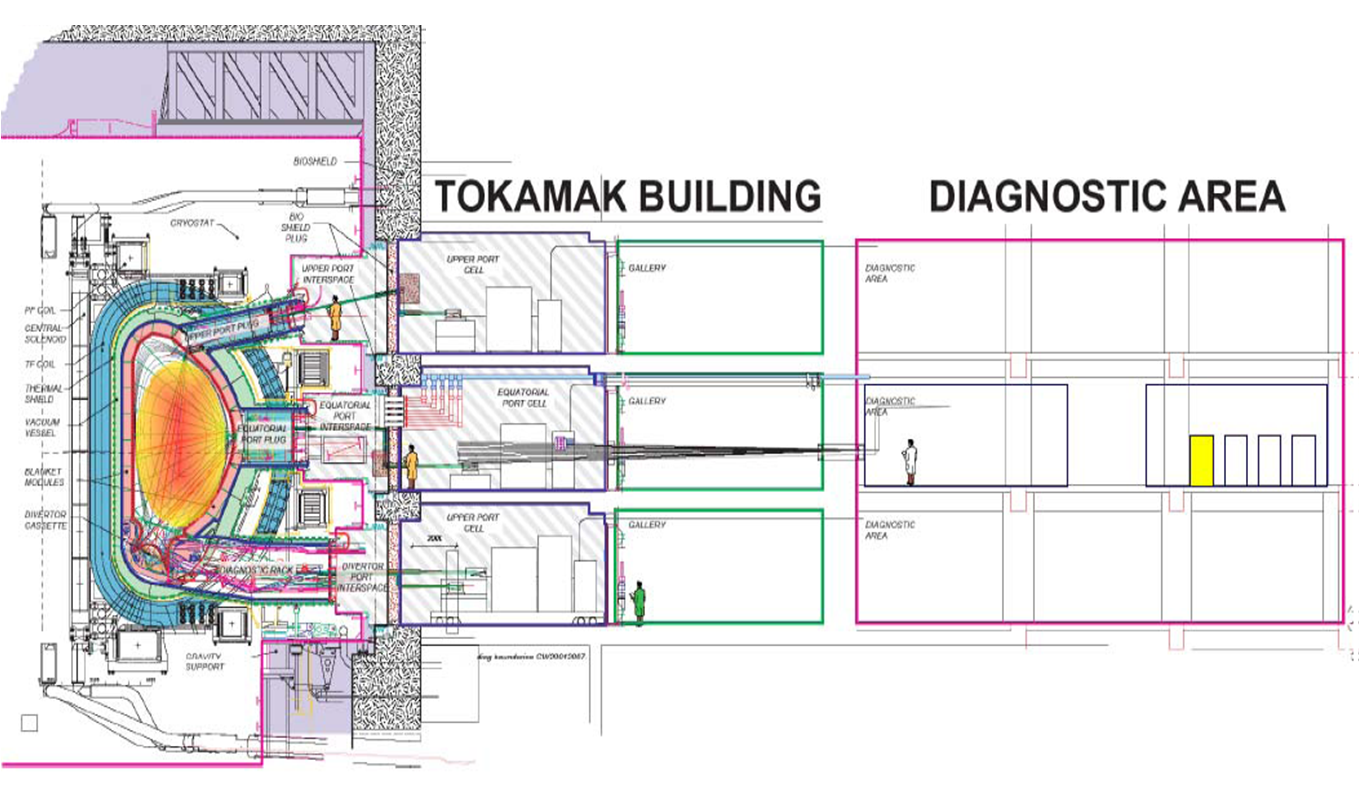 BIOSHIELD
TOKAMAK BUILDING
DIAGNOSTIC AREA
CRYOSTAT
BIO
SHIELD
PLUG
UPPER PORT
INTERSPACE
UPPER PORT
CELL
GALLERY
DIAGNOSTIC
AREA
PF COIL
CENTRAL
SOLENOID
UPPER PORT PLUG
TF COIL
THERMAL
SHIELD
VACUUM
VESSEL
EQUATORIAL
PORT PLUG
EQUATORIAL
PORT
INTERSPACE
EQUATORIAL
PORT CELL
GALLERY
DIAGNOSTIC
AREA
BLANKET
MODULES
DIVERTOR
CASSETTE
UPPER PORT
CELL
GALLERY
DIAGNOSTIC
AREA
DIAGNOSTIC RACK
DIVERTOR
PORT
INTERSPACE
GRAVITY
SUPPORT